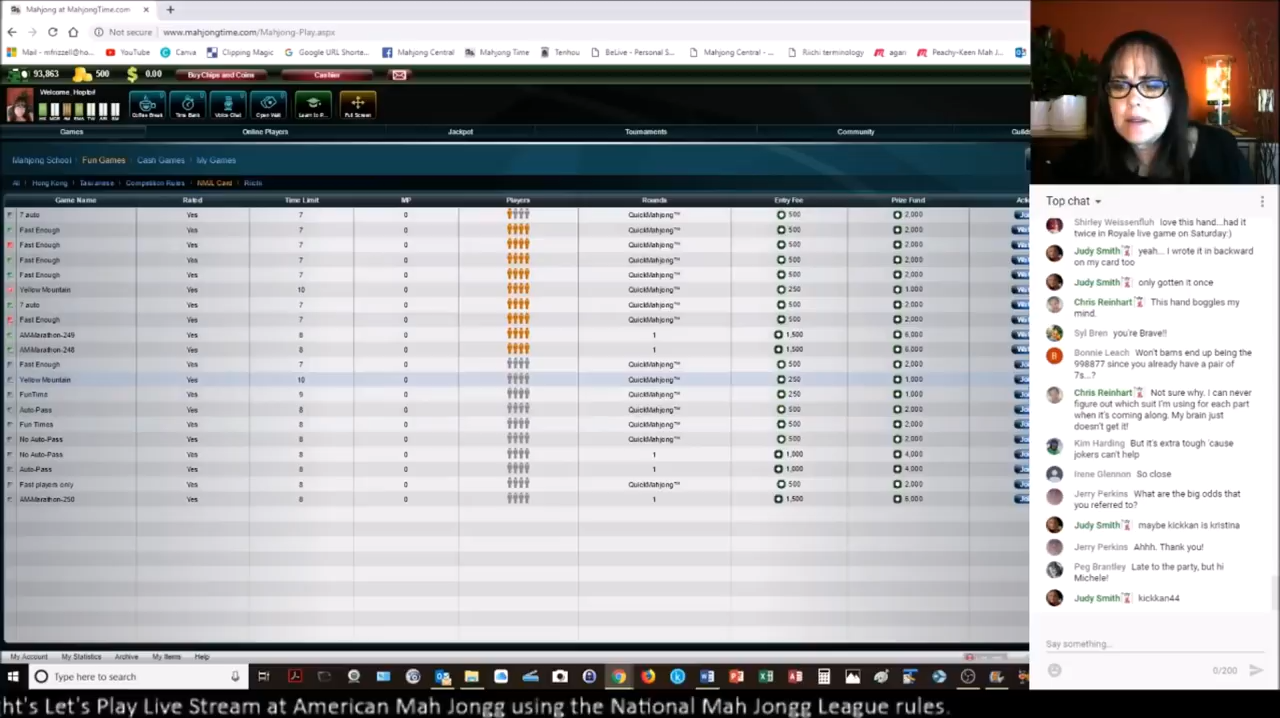 Mahjong at MahjongTime.com
Not secure www.mahjongtime.com/Mahjong-Play.aspx
Mail - mfrizzell@ho... YouTube Canva Clipping Magic Google URL Shorte... Mahjong Central Mahjong Time Tenhou BeLive - Personal S... Mahjong Central - ... Riichi terminology agari Peachy-Keen Mah J...
93,863 500 0.00 Buy Chips and Coins Cashier
Welcome, Hoptof
Coffee Break Time Bank Voice Chat Open Wall Learn to P... Full Screen
Games Online Players Jackpot Tournaments Community Guilds
Mahjong School Fun Games Cash Games My Games
All Hong Kong Taiwanese Competition Rules NMJL Card Riichi
Game Name Rated Time Limit MP Players Rounds Entry Fee Prize Fund
7 auto Yes 7 0 QuickMahjong™ 500 2,000
Fast Enough Yes 7 0 QuickMahjong™ 500 2,000
Fast Enough Yes 7 0 QuickMahjong™ 500 2,000
Fast Enough Yes 7 0 QuickMahjong™ 500 2,000
Fast Enough Yes 7 0 QuickMahjong™ 500 2,000
Yellow Mountain Yes 10 0 QuickMahjong™ 250 1,000
7 auto Yes 7 0 QuickMahjong™ 500 2,000
Fast Enough Yes 7 0 QuickMahjong™ 500 2,000
AMMarathon-249 Yes 8 0 1 1,500 6,000
AMMarathon-248 Yes 8 0 1 1,500 6,000
Fast Enough Yes 7 0 QuickMahjong™ 500 2,000
Yellow Mountain Yes 10 0 QuickMahjong™ 250 1,000
FunTime Yes 9 0 QuickMahjong™ 250 1,000
Auto-Pass Yes 8 0 QuickMahjong™ 500 2,000
Fun Times Yes 8 0 QuickMahjong™ 500 2,000
No Auto-Pass Yes 8 0 QuickMahjong™ 500 2,000
No Auto-Pass Yes 8 0 1 1,000 4,000
Auto-Pass Yes 8 0 1 1,000 4,000
Fast players only Yes 8 0 QuickMahjong™ 500 2,000
AMMarathon-250 Yes 8 0 1 1,500 6,000
My Account My Statistics Archive My Items Help
Type here to search
Top chat
Shirley Weissenfluh love this hand...had it
twice in Royale live game on Saturday:)
Judy Smith yeah... I wrote it in backward
on my card too
Judy Smith only gotten it once
Chris Reinhart This hand boggles my
mind.
Syl Bren you're Brave!!
Bonnie Leach Won't bams end up being the
998877 since you already have a pair of
7s...?
Chris Reinhart Not sure why. I can never
figure out which suit I'm using for each part
when it's coming along. My brain just
doesn't get it!
Kim Harding But it's extra tough 'cause
jokers can't help
Irene Glennon So close
Jerry Perkins What are the big odds that
you referred to?
Judy Smith maybe kickkan is kristina
Jerry Perkins Ahhh. Thank you!
Peg Brantley Late to the party, but hi
Michele!
Judy Smith kickkan44
Say something...
0/200
ht's Let's Play Live Stream at American Mah Jongg using the National Mah Jongg League rules.